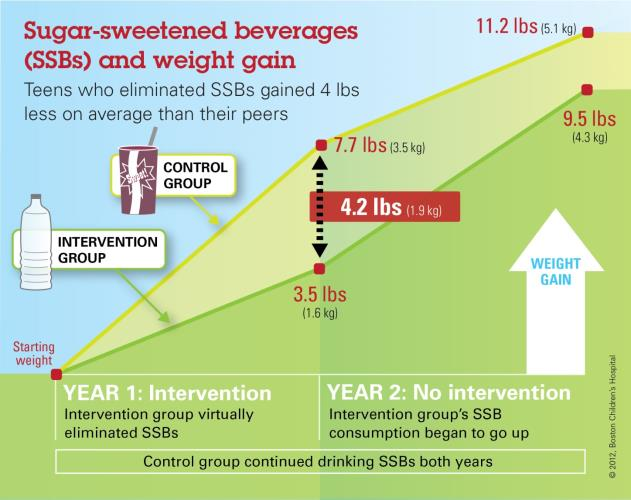 Sugar-sweetened beverages
(SSBs) and weight gain
Teens who eliminated SSBs gained 4 lbs
less on average than their peers
11.2 lbs (5.1 kg)
9.5 lbs
(4.3 kg)
7.7 lbs (3.5 kg)
Sweet!
CONTROL
GROUP
4.2 lbs (1.9 kg)
INTERVENTION
GROUP
3.5 lbs
(1.6 kg)
WEIGHT
GAIN
Starting
weight
YEAR 1: Intervention
Intervention group virtually
eliminated SSBs
YEAR 2: No intervention
Intervention group's SSB
consumption began to go up
Control group continued drinking SSBs both years
© 2012, Boston Children's Hospital